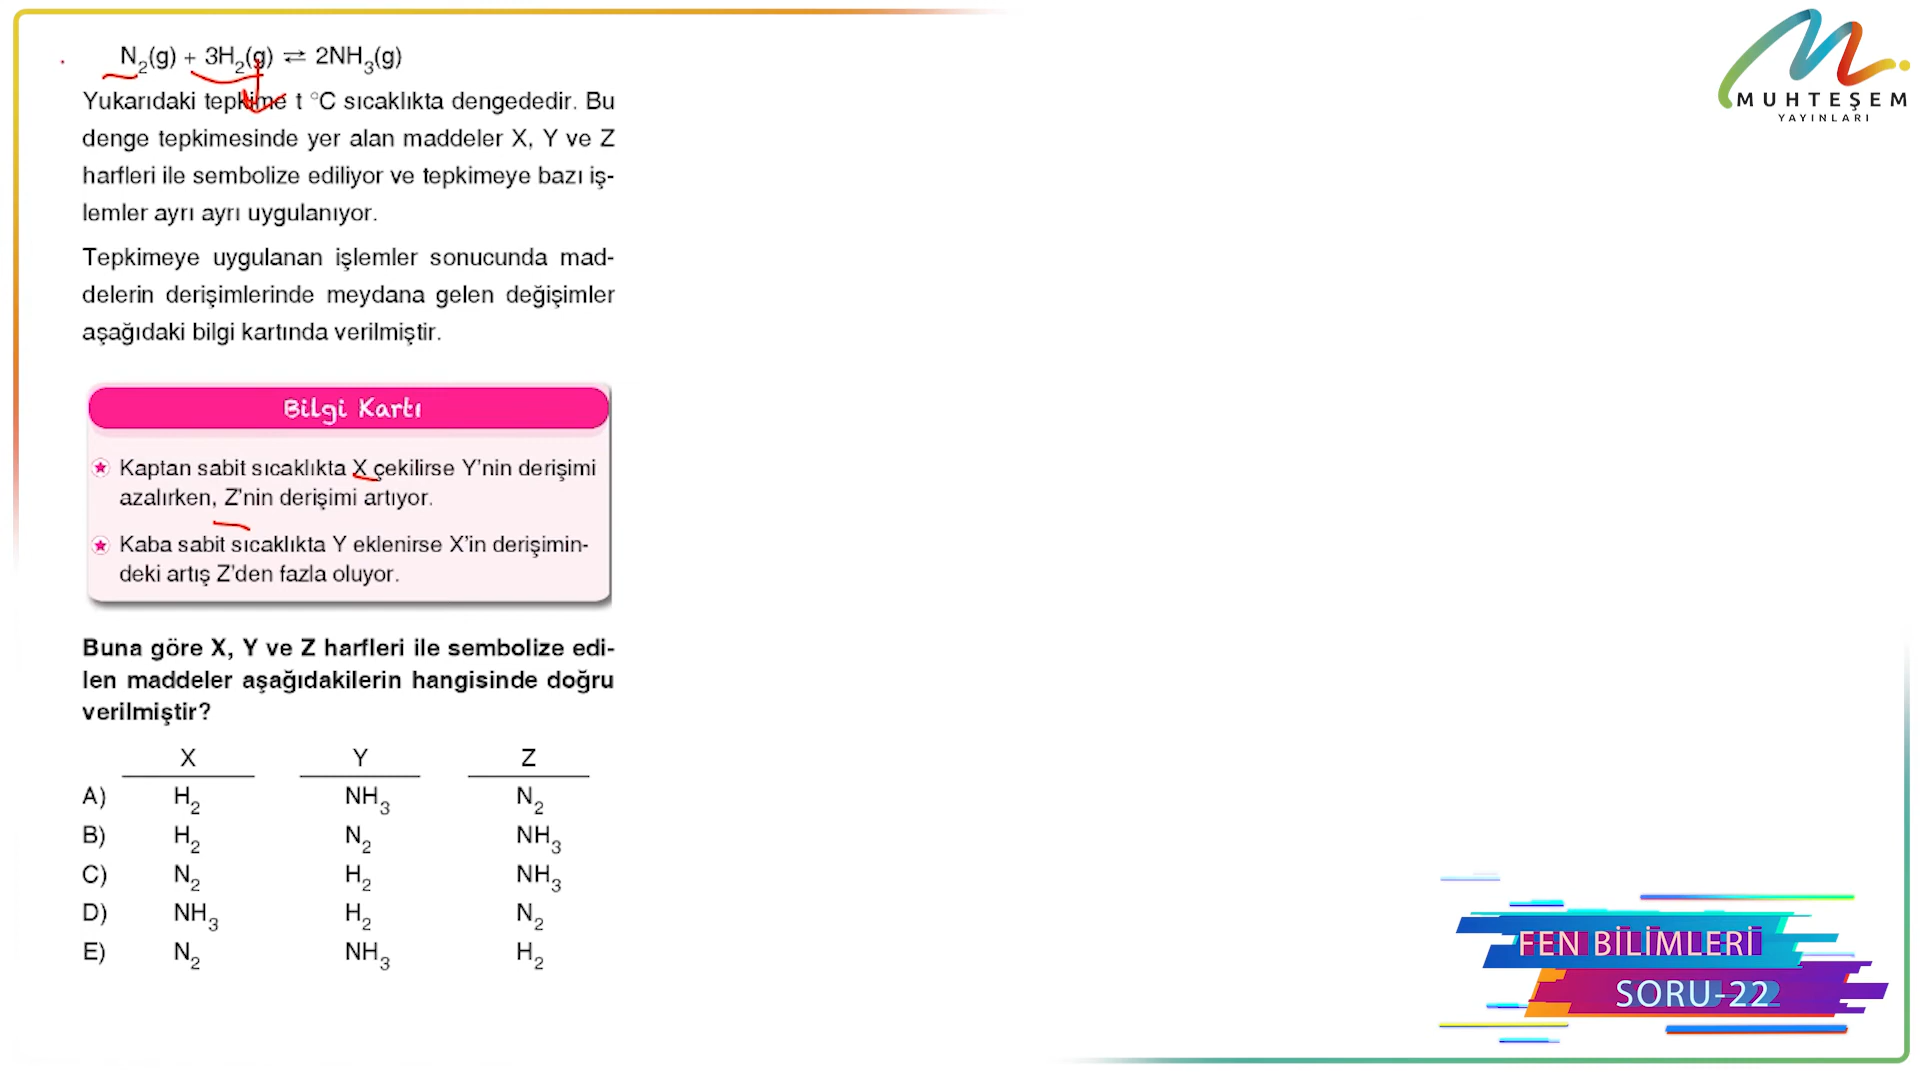 N2(g) + 3H2(g) ⇌ 2NH3(g)
Yukarıdaki tepkime t °C sıcaklıkta dengededir. Bu
denge tepkimesinde yer alan maddeler X, Y ve Z
harfleri ile sembolize ediliyor ve tepkimeye bazı iş-
lemler ayrı ayrı uygulanıyor.
Tepkimeye uygulanan işlemler sonucunda mad-
delerin derişimlerinde meydana gelen değişimler
aşağıdaki bilgi kartında verilmiştir.
Bilgi Kartı
Kaptan sabit sıcaklıkta X çekilirse Y'nin derişimi
azalırken, Z'nin derişimi artıyor.
Kaba sabit sıcaklıkta Y eklenirse X'in derişimin-
deki artış Z'den fazla oluyor.
Buna göre X, Y ve Z harfleri ile sembolize edi-
len maddeler aşağıdakilerin hangisinde doğru
verilmiştir?
X Y Z
A) H2 NH3 N2
B) H2 N2 NH3
C) N2 H2 NH3
D) NH3 H2 N2
E) N2 NH3 H2
MUHTEŞEM
YAYINLARI
FEN BİLİMLERİ
SORU-22